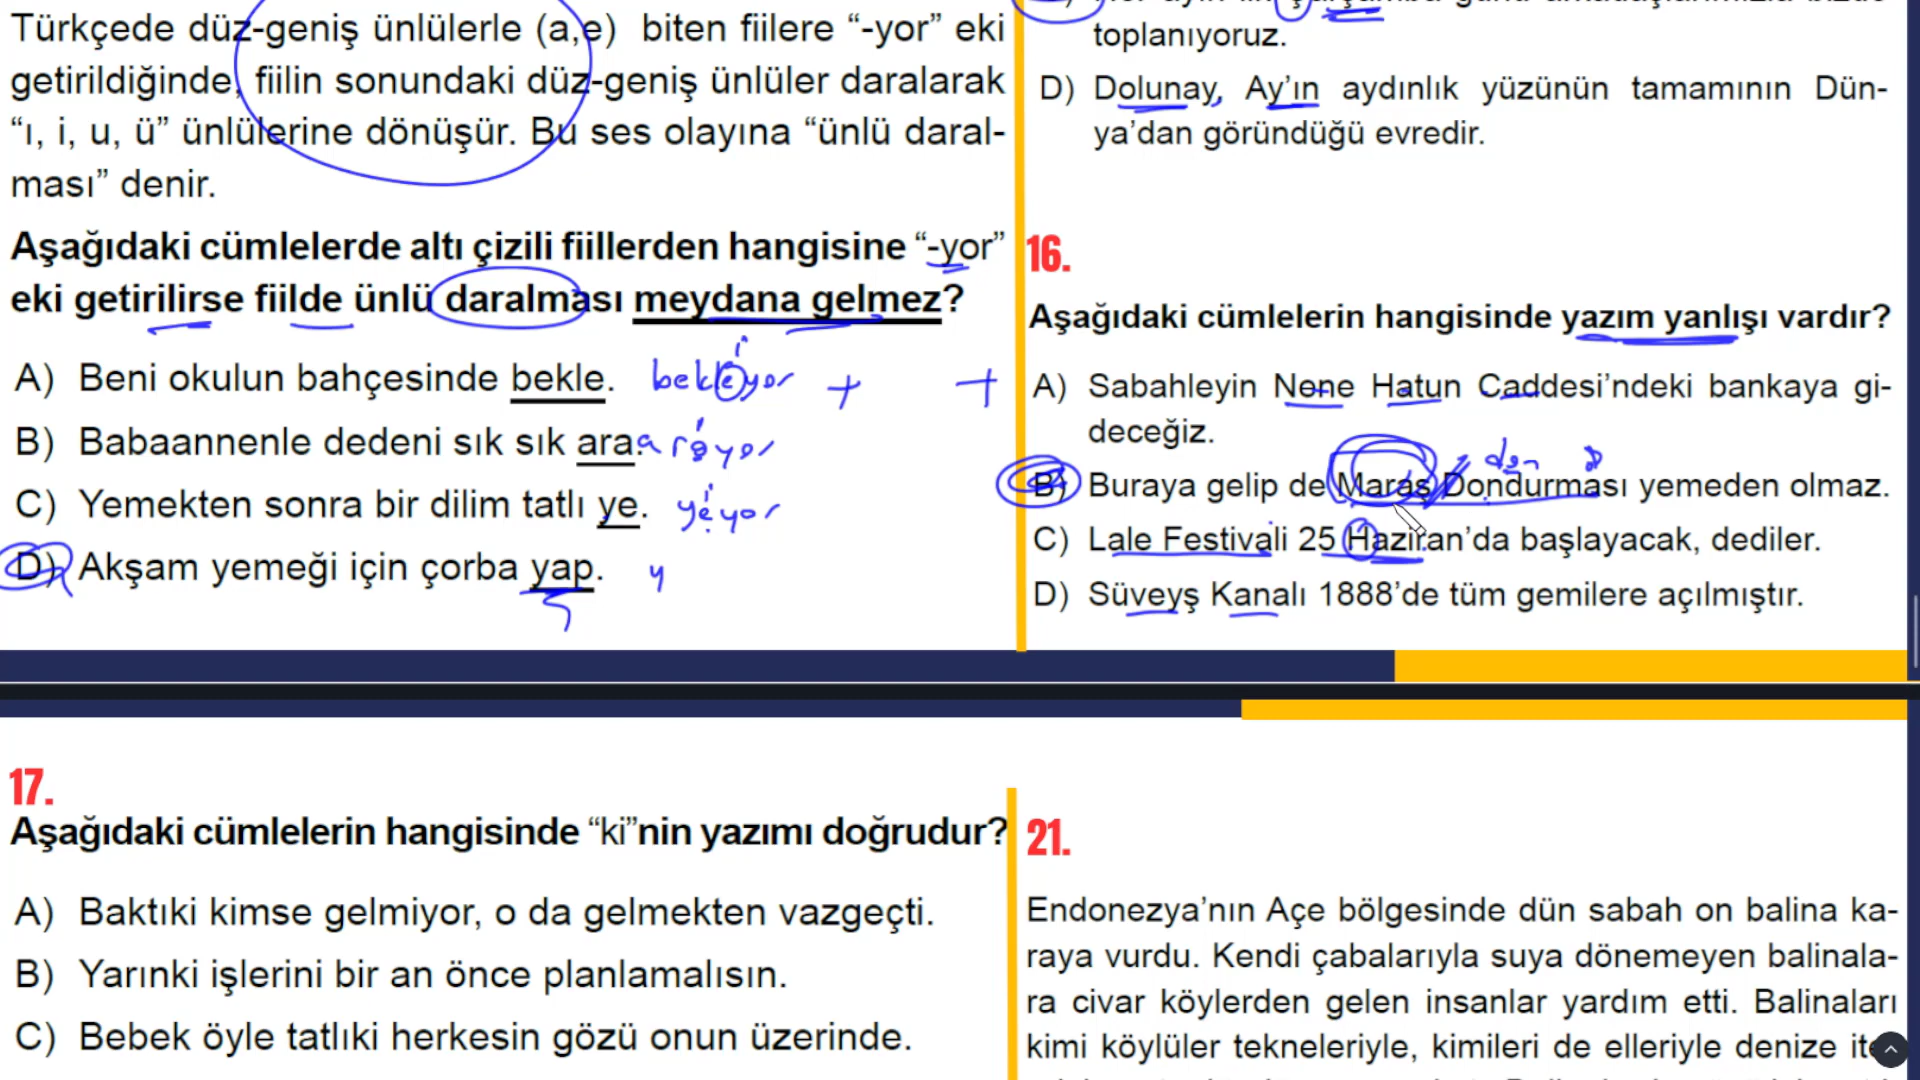 Türkçede düz-geniş ünlülerle (a,e) biten fiilere “-yor” eki
getirildiğinde, fiilin sonundaki düz-geniş ünlüler daralarak
“ı, i, u, ü” ünlülerine dönüşür. Bu ses olayına “ünlü daral-
ması” denir.
Aşağıdaki cümlelerde altı çizili fiillerden hangisine “-yor”
eki getirilirse fiilde ünlü daralması meydana gelmez?
A) Beni okulun bahçesinde bekle. bekleyor + +
B) Babaannenle dedeni sık sık ara. arayor
C) Yemekten sonra bir dilim tatlı ye. yeyor
D) Akşam yemeği için çorba yap. y
toplanıyoruz.
D) Dolunay, Ay’ın aydınlık yüzünün tamamının Dün-
ya’dan göründüğü evredir.
16.
Aşağıdaki cümlelerin hangisinde yazım yanlışı vardır?
A) Sabahleyin Nene Hatun Caddesi’ndeki bankaya gi-
deceğiz.
B) Buraya gelip de Maraş Dondurması yemeden olmaz.
C) Lale Festivali 25 Haziran’da başlayacak, dediler.
D) Süveyş Kanalı 1888’de tüm gemilere açılmıştır.
17.
Aşağıdaki cümlelerin hangisinde “ki”nin yazımı doğrudur?
A) Baktıki kimse gelmiyor, o da gelmekten vazgeçti.
B) Yarınki işlerini bir an önce planlamalısın.
C) Bebek öyle tatlıki herkesin gözü onun üzerinde.
21.
Endonezya’nın Açe bölgesinde dün sabah on balina ka-
raya vurdu. Kendi çabalarıyla suya dönemeyen balinala-
ra civar köylerden gelen insanlar yardım etti. Balinaları
kimi köylüler tekneleriyle, kimileri de elleriyle denize